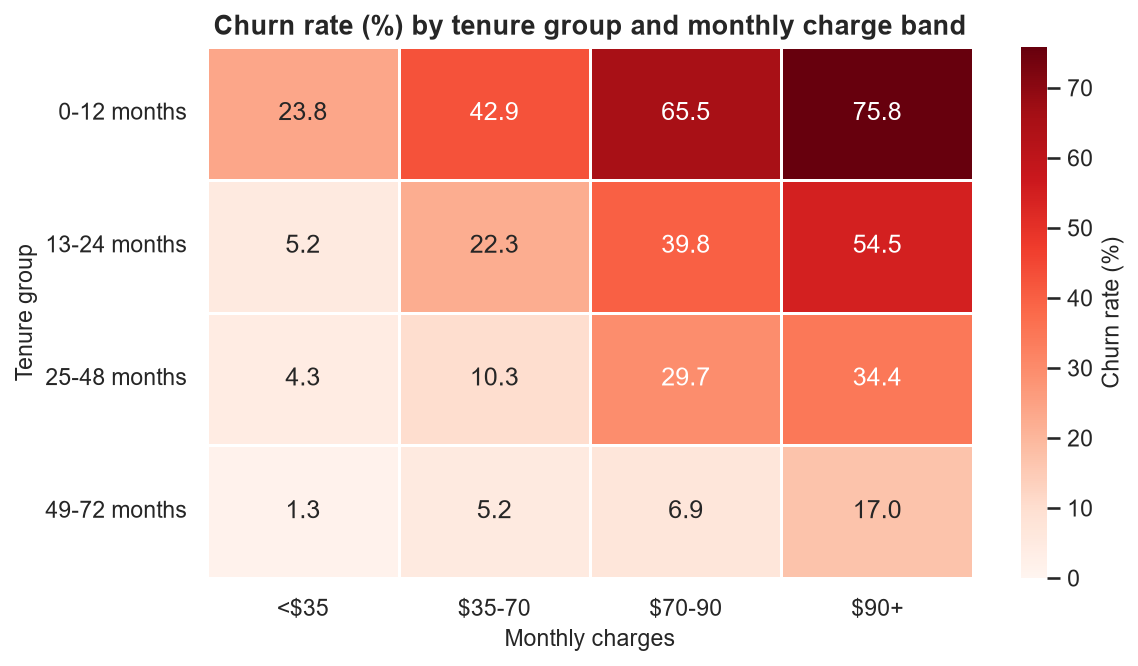 Churn rate (%) by tenure group and monthly charge band
Tenure group
0-12 months 23.8 42.9 65.5 75.8
13-24 months 5.2 22.3 39.8 54.5
25-48 months 4.3 10.3 29.7 34.4
49-72 months 1.3 5.2 6.9 17.0
<$35 $35-70 $70-90 $90+
Monthly charges
70
60
50
40
30
20
10
0
Churn rate (%)